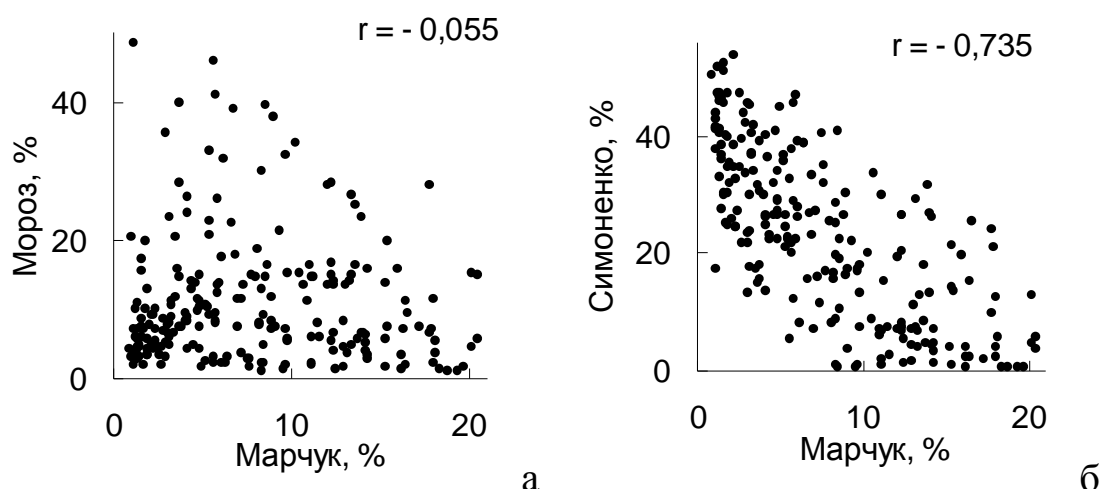 r = - 0,055
Мороз, %
40
20
0
0 10 20
Марчук, %
а
r = - 0,735
Симоненко, %
40
20
0
0 10 20
Марчук, %
б